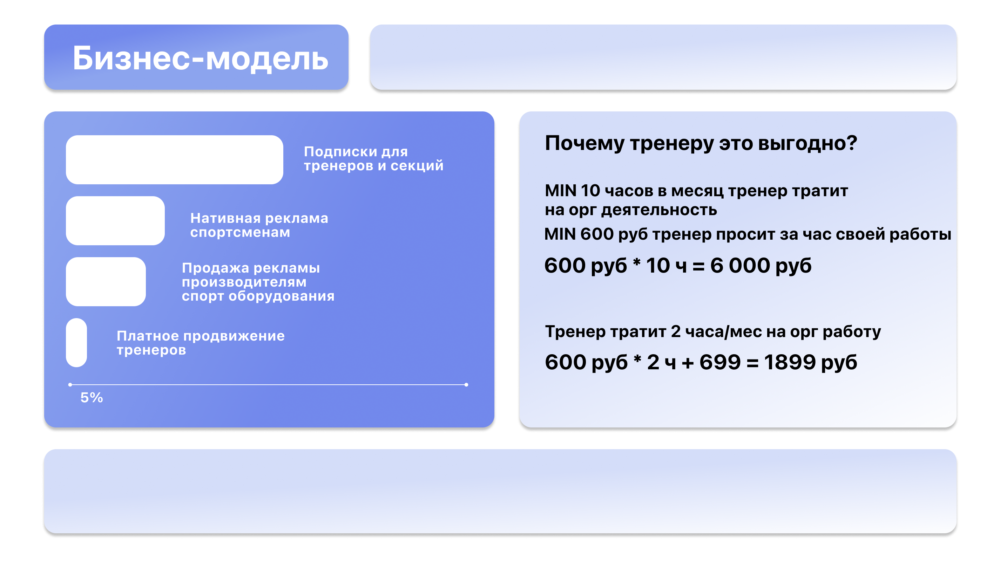 Бизнес-модель
Подписки для
тренеров и секций
Нативная реклама
спортсменам
Продажа рекламы
производителям
спорт оборудования
Платное продвижение
тренеров
5%
Почему тренеру это выгодно?
MIN 10 часов в месяц тренер тратит
на орг деятельность
MIN 600 руб тренер просит за час своей работы
600 руб * 10 ч = 6 000 руб
Тренер тратит 2 часа/мес на орг работу
600 руб * 2 ч + 699 = 1899 руб